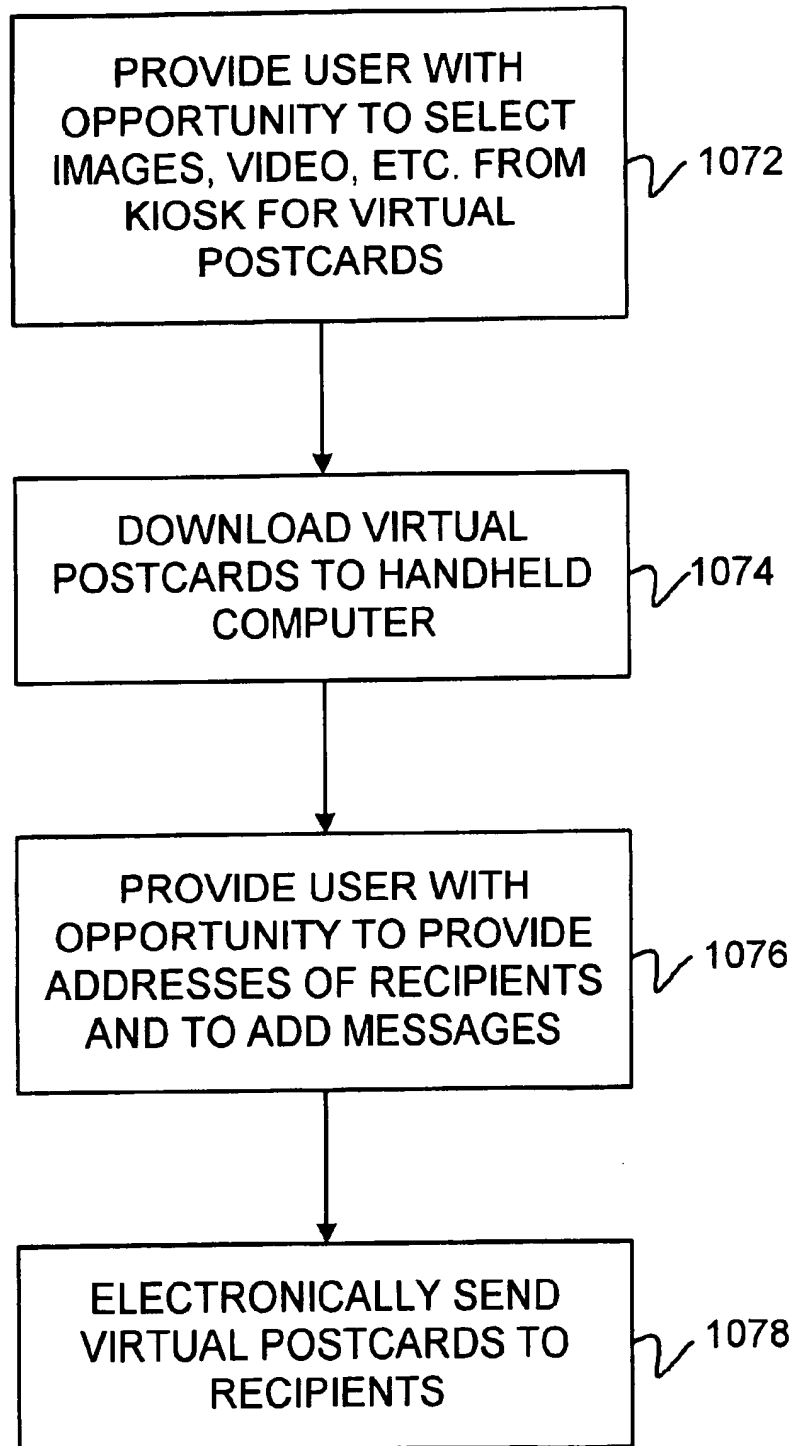 PROVIDE USER WITH
OPPORTUNITY TO SELECT
IMAGES, VIDEO, ETC. FROM
KIOSK FOR VIRTUAL
POSTCARDS
1072
DOWNLOAD VIRTUAL
POSTCARDS TO HANDHELD
COMPUTER
1074
PROVIDE USER WITH
OPPORTUNITY TO PROVIDE
ADDRESSES OF RECIPIENTS
AND TO ADD MESSAGES
1076
ELECTRONICALLY SEND
VIRTUAL POSTCARDS TO
RECIPIENTS
1078